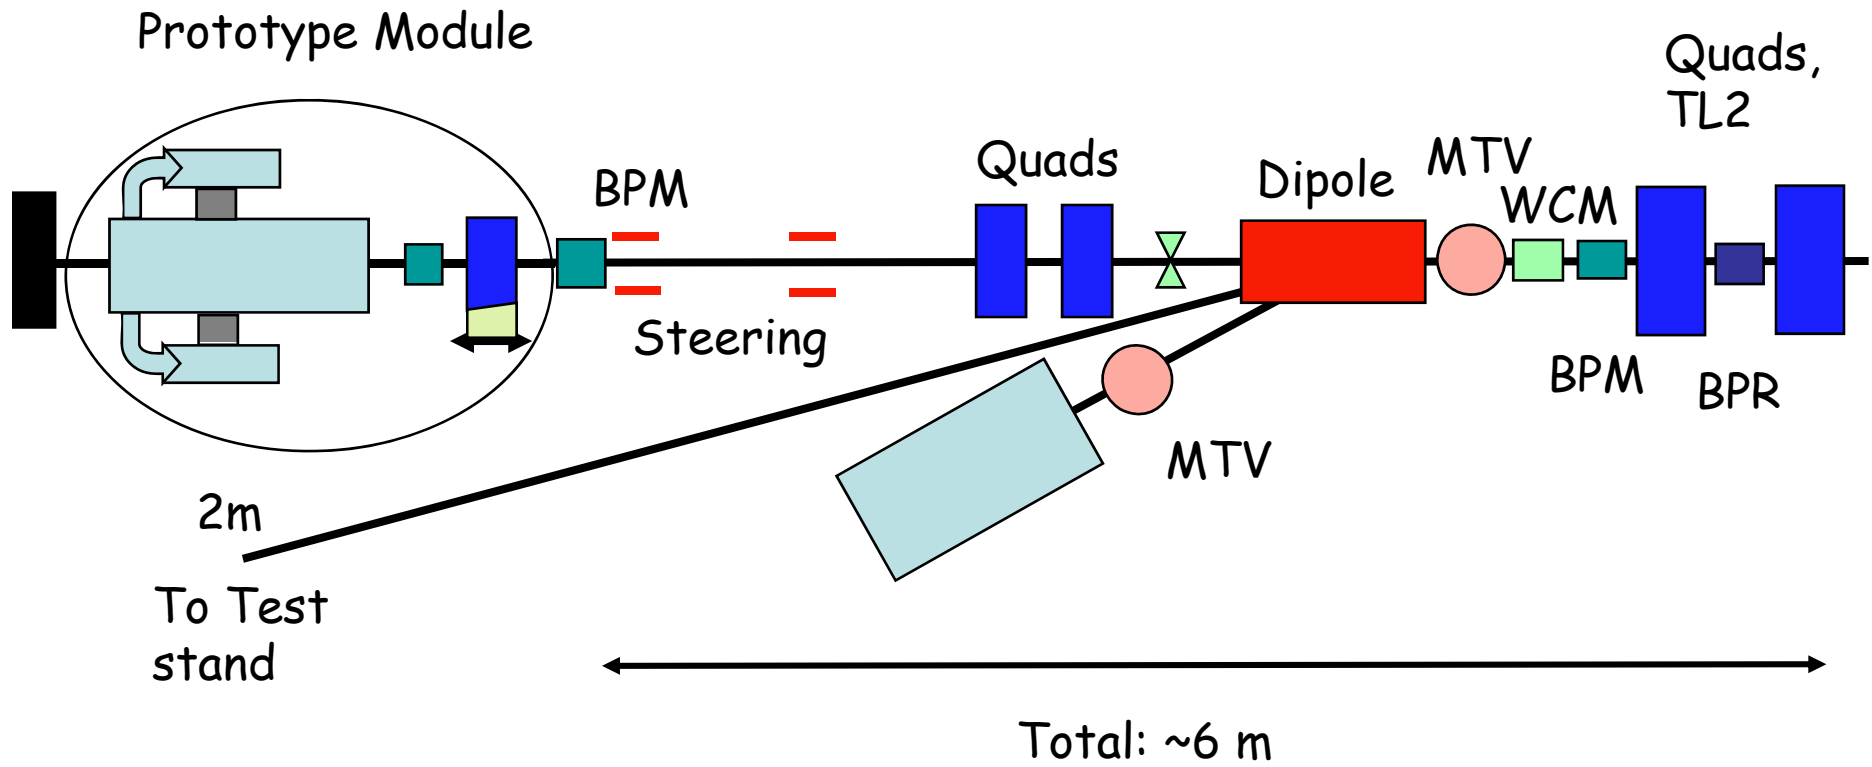 Prototype Module
Quads,
TL2
BPM
Quads
Dipole
MTV
WCM
Steering
BPM
BPR
MTV
2m
To Test
stand
Total: ~6 m